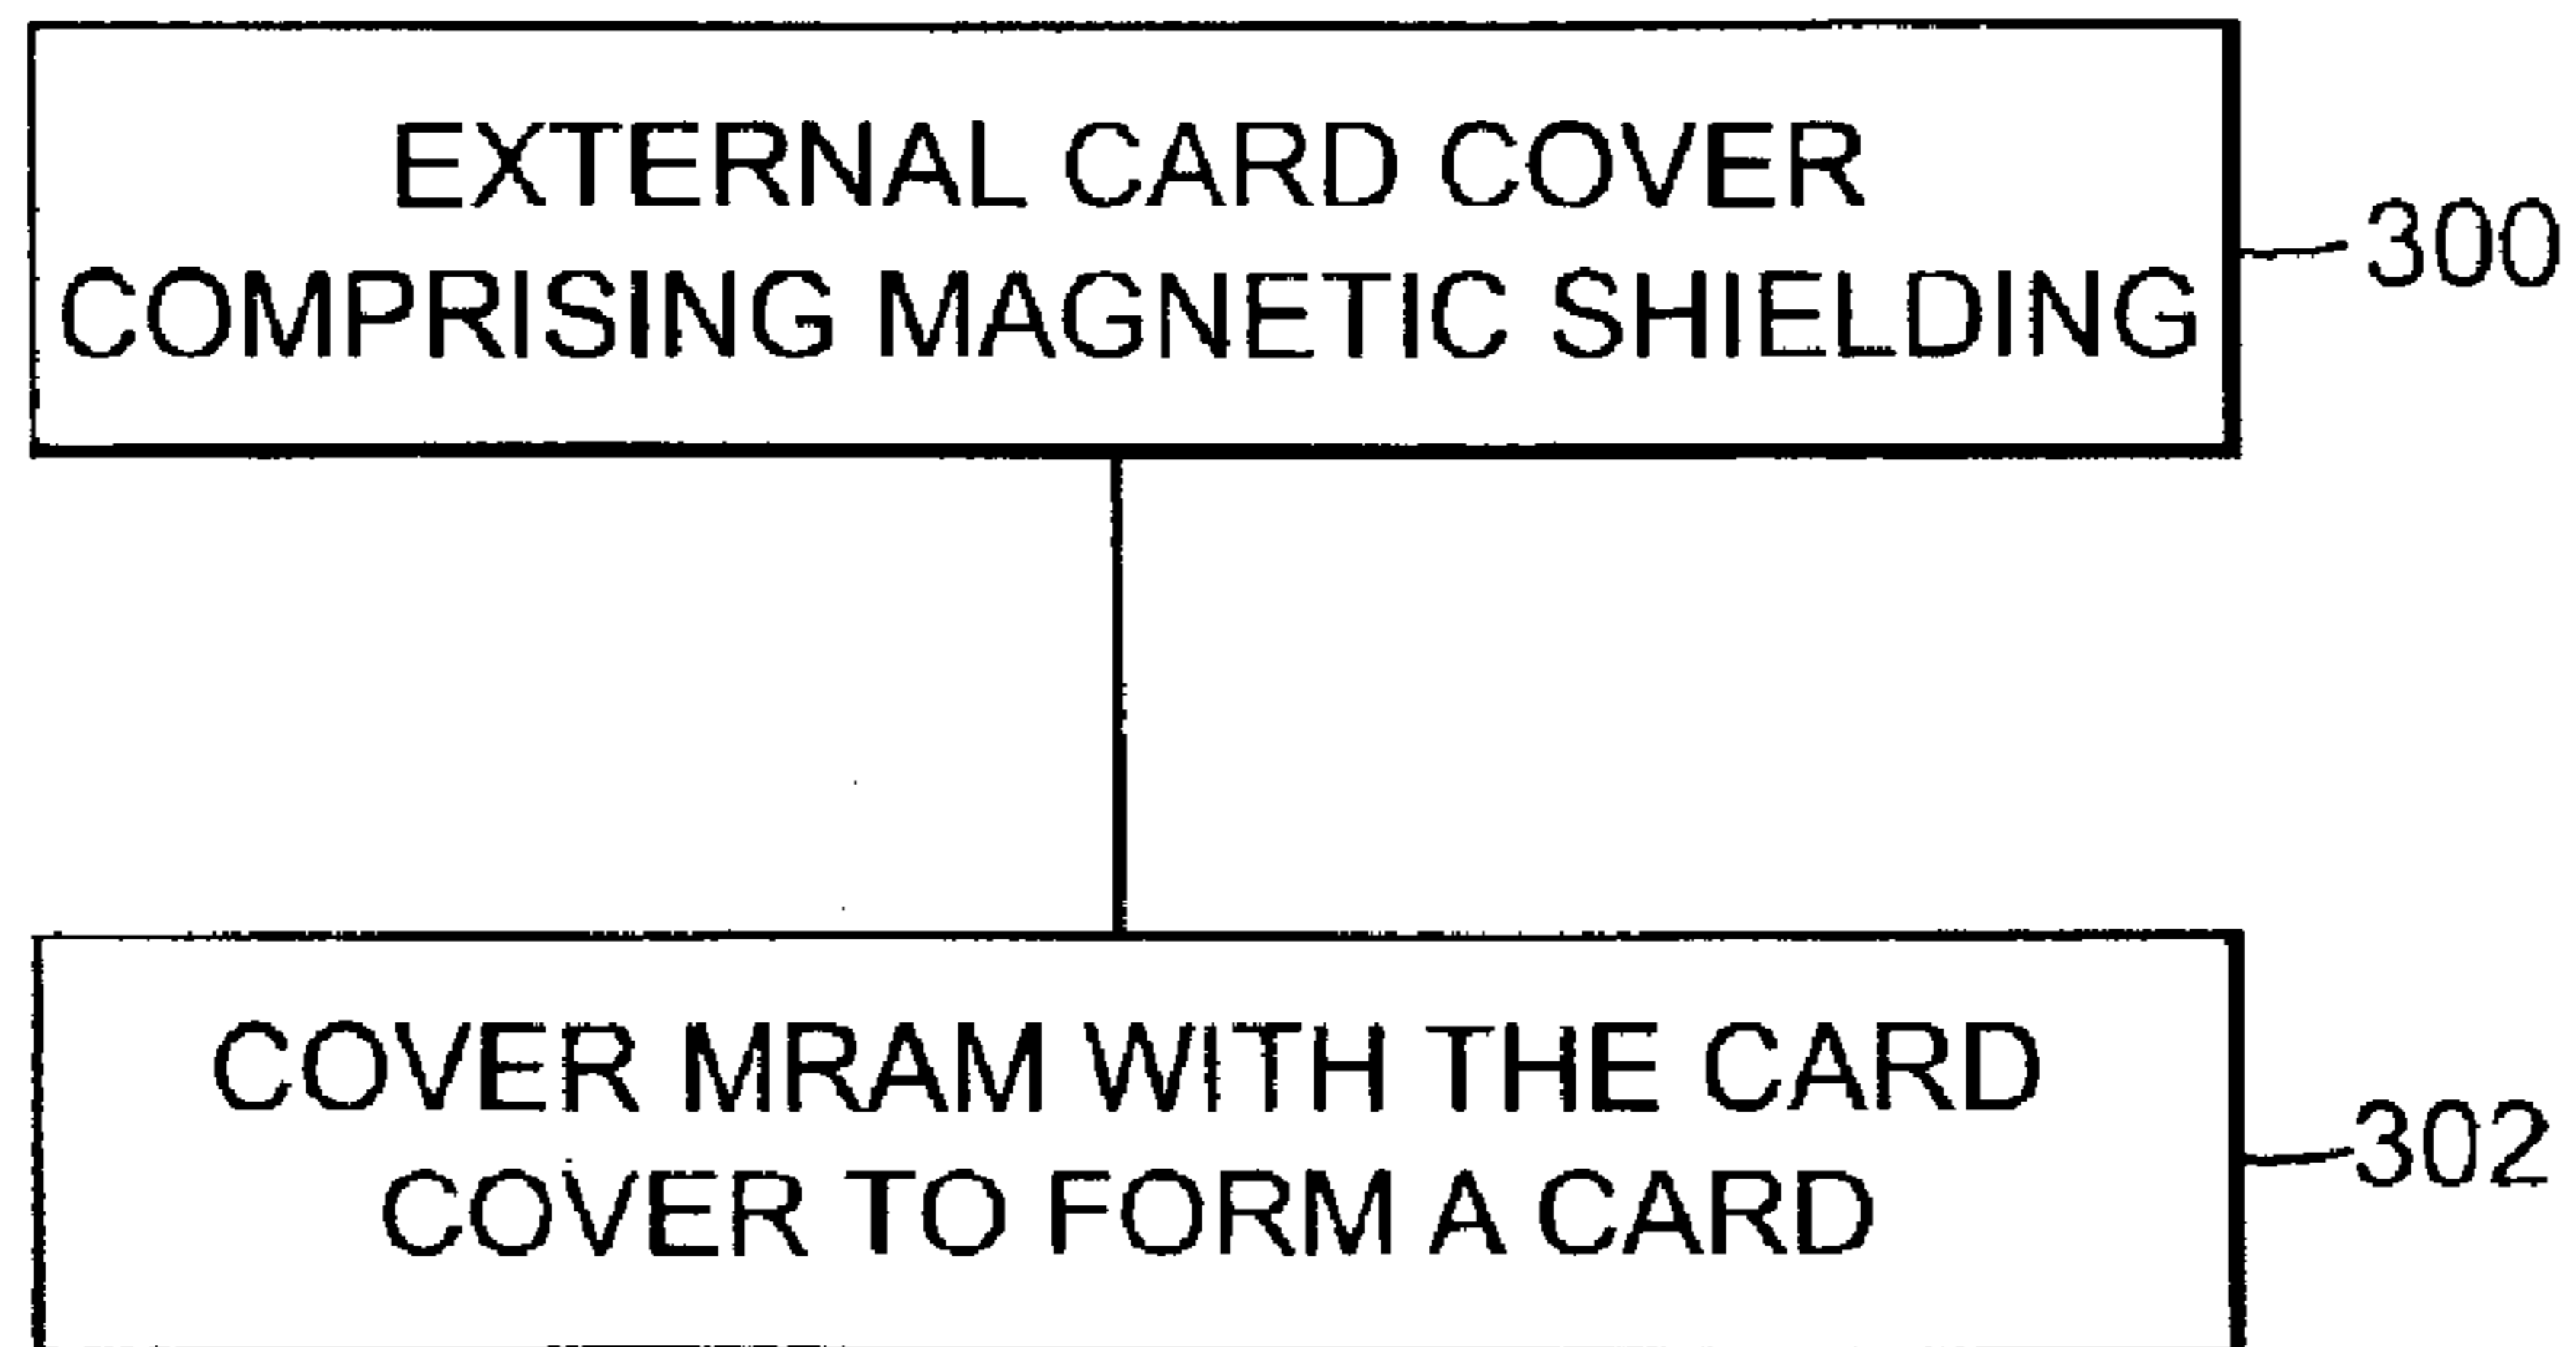 EXTERNAL CARD COVER
COMPRISING MAGNETIC SHIELDING
300
COVER MRAM WITH THE CARD
COVER TO FORM A CARD
302